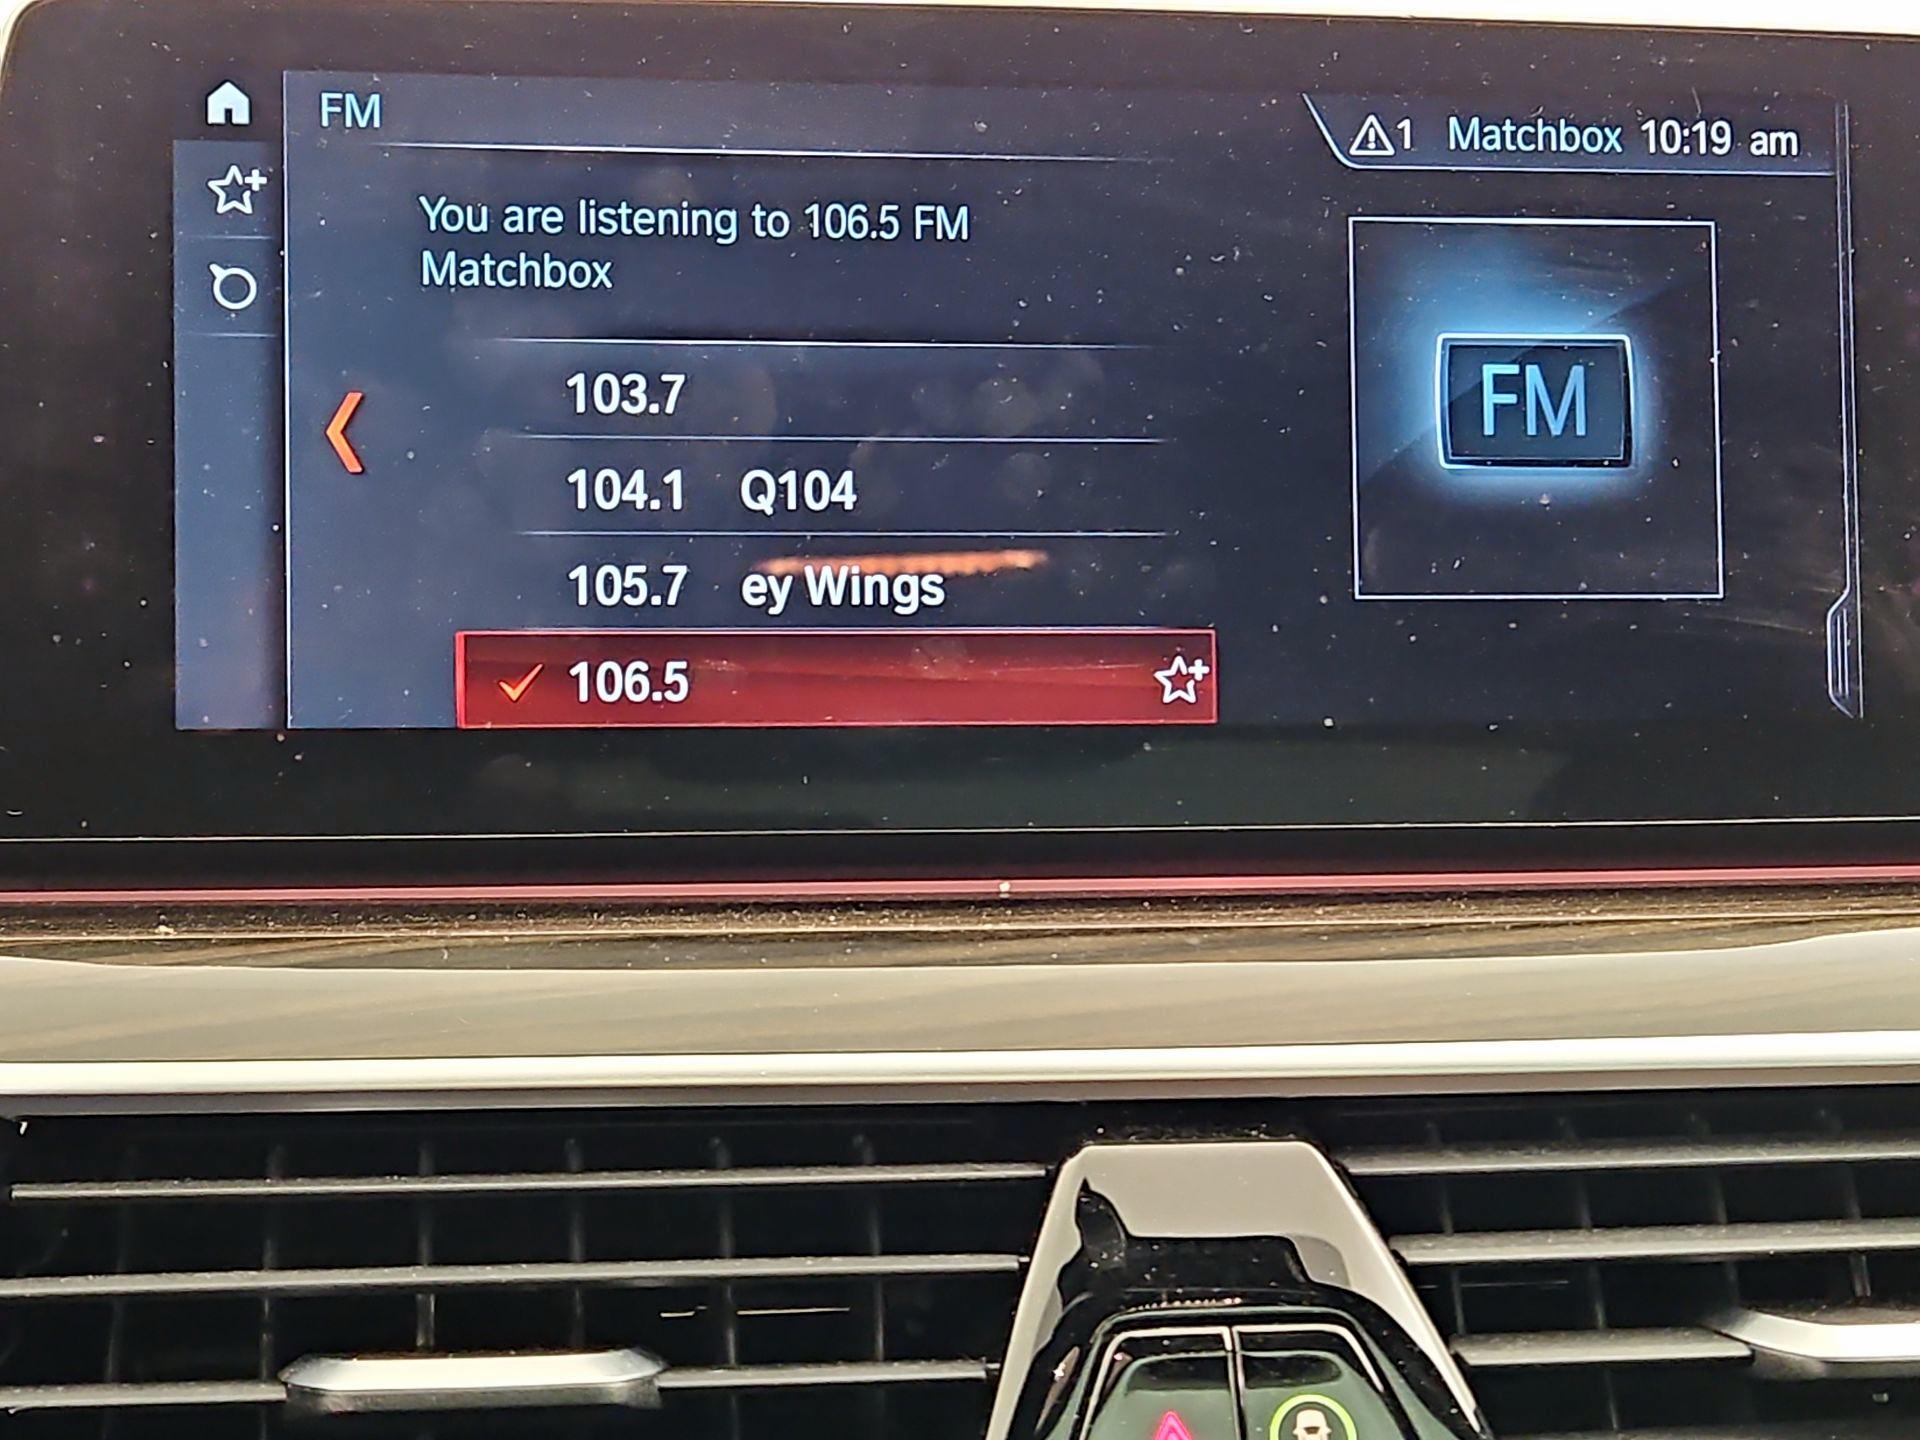 FM
1 Matchbox 10:19 am
You are listening to 106.5 FM
Matchbox
103.7
104.1 Q104
105.7 ey Wings
106.5
FM